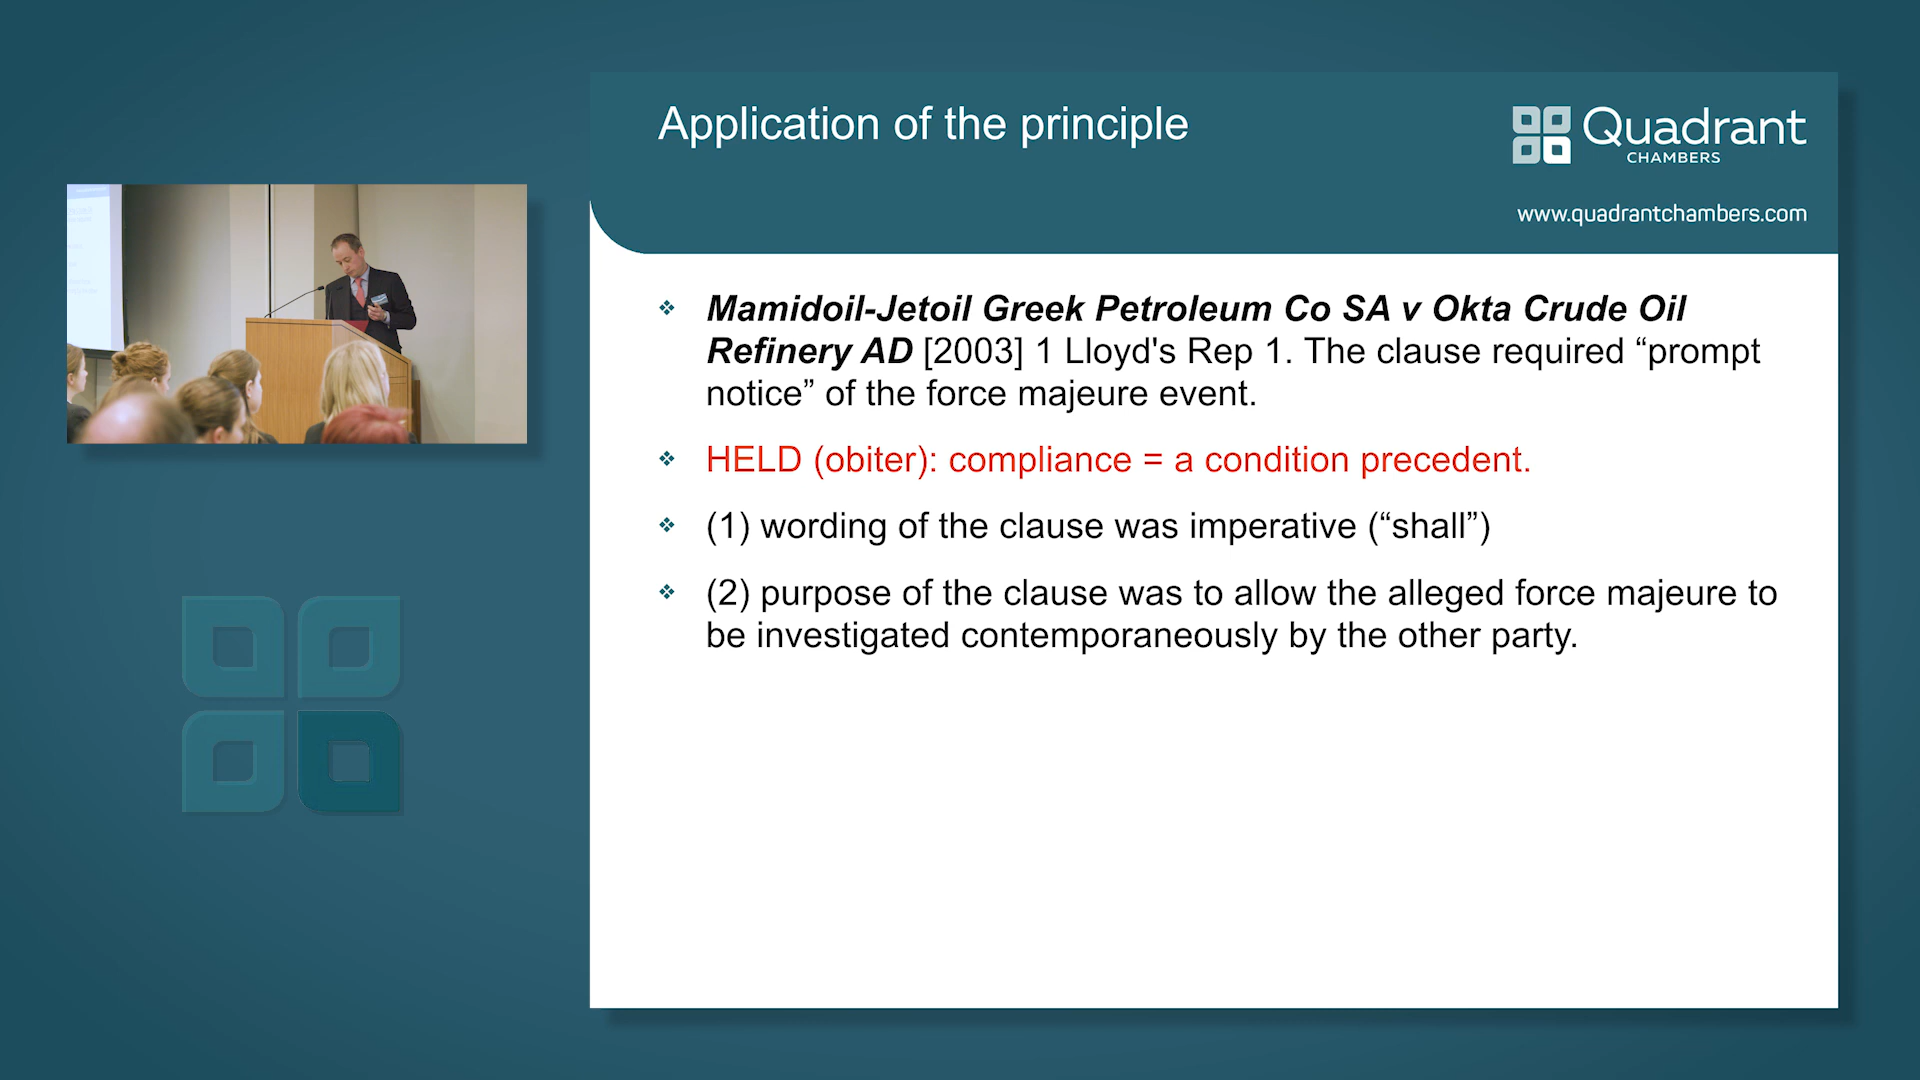 Application of the principle
Quadrant
CHAMBERS
www.quadrantchambers.com
❖ Mamidoil-Jetoil Greek Petroleum Co SA v Okta Crude Oil
Refinery AD [2003] 1 Lloyd's Rep 1. The clause required “prompt
notice” of the force majeure event.
❖ HELD (obiter): compliance = a condition precedent.
❖ (1) wording of the clause was imperative (“shall”)
❖ (2) purpose of the clause was to allow the alleged force majeure to
be investigated contemporaneously by the other party.